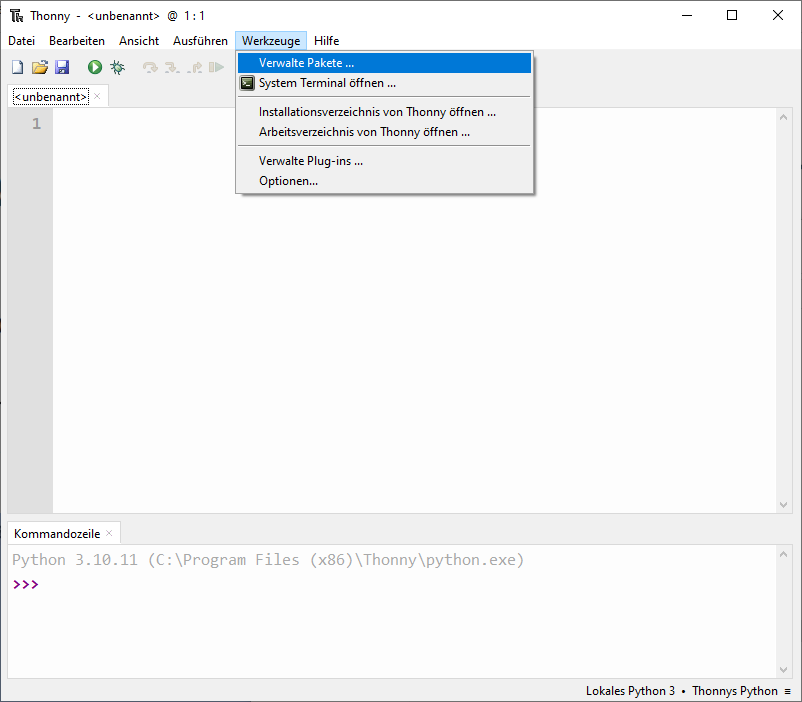 Thonny - <unbenannt> @ 1:1
Datei Bearbeiten Ansicht Ausführen Werkzeuge Hilfe
Verwalte Pakete ...
System Terminal öffnen ...
Installationsverzeichnis von Thonny öffnen ...
Arbeitsverzeichnis von Thonny öffnen ...
Verwalte Plug-ins ...
Optionen...
<unbenannt>
1
Kommandozeile
Python 3.10.11 (C:\Program Files (x86)\Thonny\python.exe)
>>>
Lokales Python 3 • Thonnys Python ≡